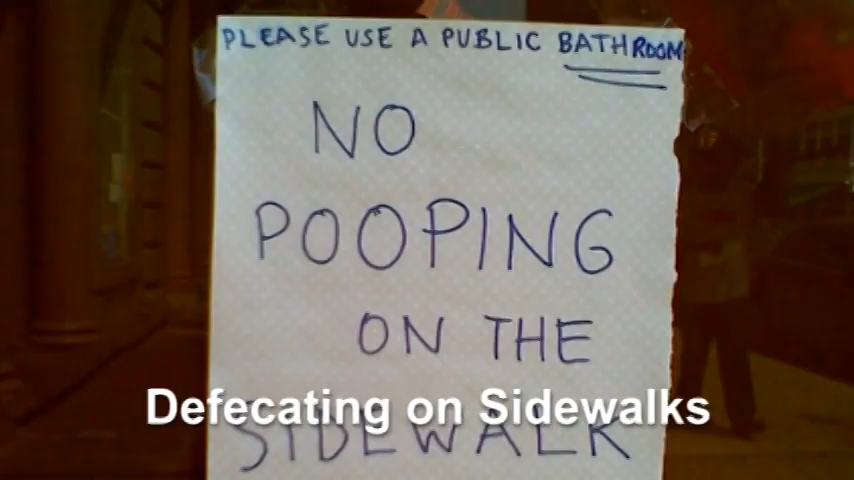 PLEASE USE A PUBLIC BATHROOM
NO
POOPING
ON THE
Defecating on Sidewalks
SIDEWALK